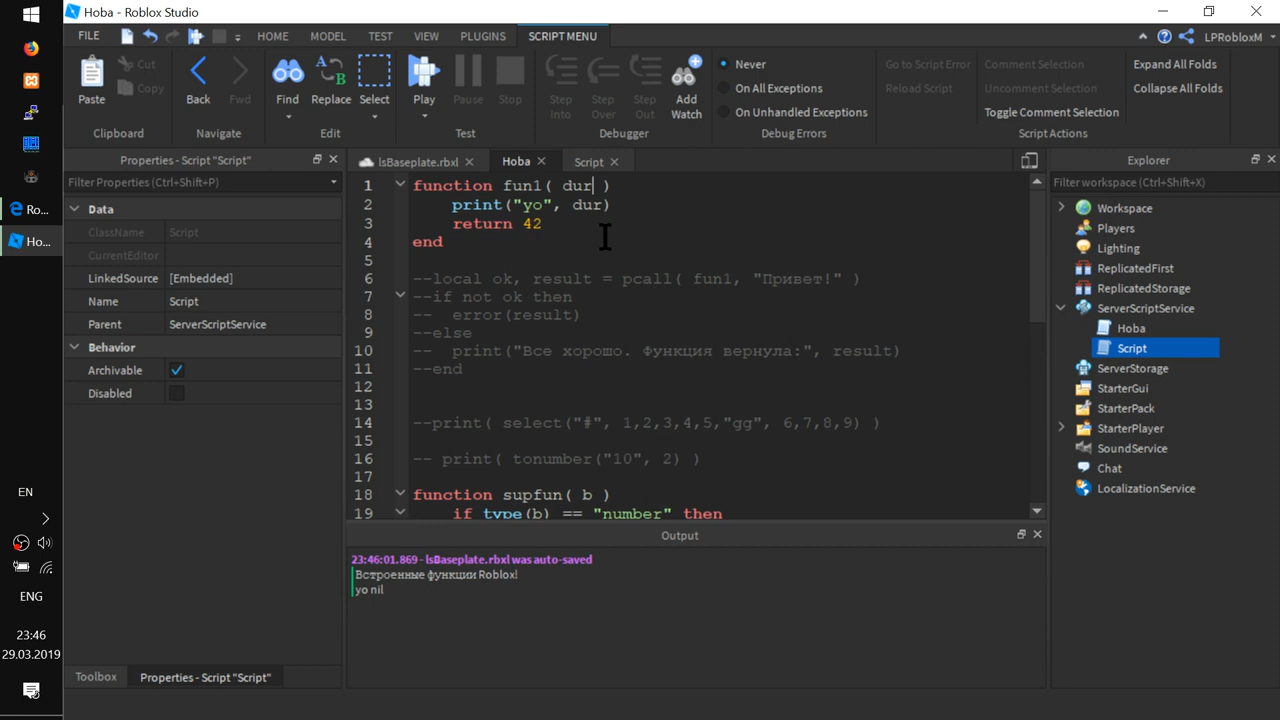 Hoba - Roblox Studio
FILE HOME MODEL TEST VIEW PLUGINS SCRIPT MENU LPRobloxM
Paste Cut Copy Back Fwd Find Replace Select Play Pause Stop Step Into Step Over Step Out Add Watch
Never
On All Exceptions
On Unhandled Exceptions
Go to Script Error
Reload Script
Comment Selection
Uncomment Selection
Toggle Comment Selection
Expand All Folds
Collapse All Folds
Clipboard Navigate Edit Test Debugger Debug Errors Script Actions
Properties - Script "Script"
Filter Properties (Ctrl+Shift+P)
Data
ClassName Script
CurrentEditor
LinkedSource [Embedded]
Name Script
Parent ServerScriptService
Behavior
Archivable
Disabled
Toolbox Properties - Script "Script"
lsBaseplate.rbxl Hoba Script
1 function fun1( dur )
2 print("yo", dur)
3 return 42
4 end
5
6 --local ok, result = pcall( fun1, "Привет!" )
7 --if not ok then
8 -- error(result)
9 --else
10 -- print("Все хорошо. Функция вернула:", result)
11 --end
12
13
14 --print( select("#", 1,2,3,4,5,"gg", 6,7,8,9) )
15
16 -- print( tonumber("10", 2) )
17
18 function supfun( b )
19 if type(b) == "number" then
Output
23:46:01.869 - lsBaseplate.rbxl was auto-saved
Встроенные функции Roblox!
yo nil
Explorer
Filter workspace (Ctrl+Shift+X)
Workspace
Players
Lighting
ReplicatedFirst
ReplicatedStorage
ServerScriptService
Hoba
Script
ServerStorage
StarterGui
StarterPack
StarterPlayer
SoundService
Chat
LocalizationService
Ro...
Ho...
EN
ENG
23:46
29.03.2019